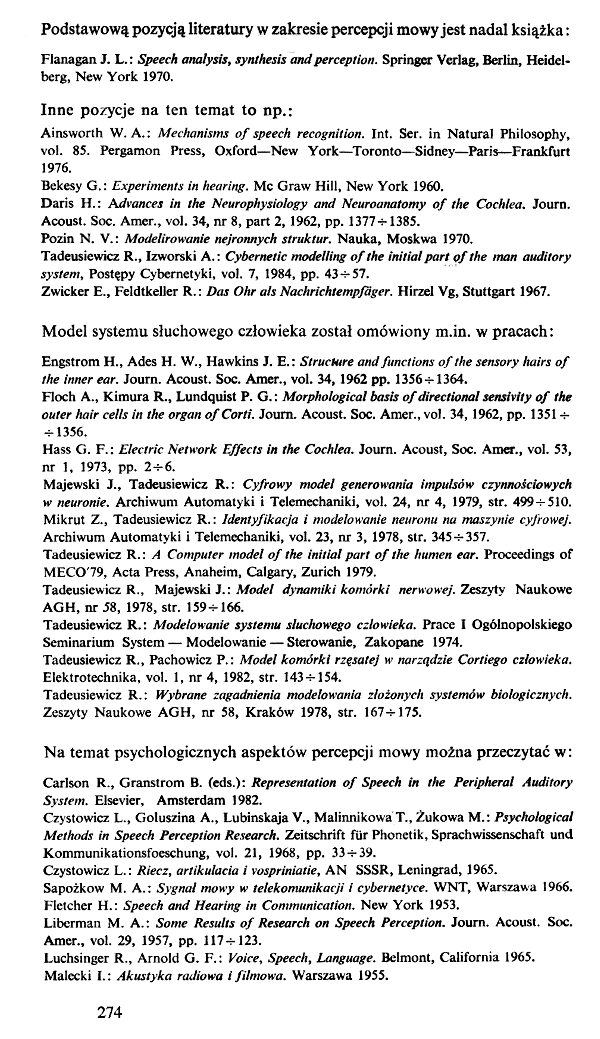 Podstawową pozycją literatury w zakresie percepcji mowy jest nadal książka:
Flanagan J. L.: Speech analysis, synthesis and perception. Springer Verlag, Berlin, Heidel-
berg, New York 1970.
Inne pozycje na ten temat to np.:
Ainsworth W. A.: Mechanisms of speech recognition. Int. Ser. in Natural Philosophy,
vol. 85. Pergamon Press, Oxford—New York—Toronto—Sidney—Paris—Frankfurt
1976.
Bekesy G.: Experiments in hearing. Mc Graw Hill, New York 1960.
Daris H.: Advances in the Neurophysiology and Neuroanatomy of the Cochlea. Journ.
Acoust. Soc. Amer., vol. 34, nr 8, part 2, 1962, pp. 1377÷1385.
Pozin N. V.: Modelirowanie nejronnych struktur. Nauka, Moskwa 1970.
Tadeusiewicz R., Izworski A.: Cybernetic modelling of the initial part of the man auditory
system, Postępy Cybernetyki, vol. 7, 1984, pp. 43÷57.
Zwicker E., Feldtkeller R.: Das Ohr als Nachrichtempfäger. Hirzel Vg, Stuttgart 1967.
Model systemu słuchowego człowieka został omówiony m.in. w pracach:
Engstrom H., Ades H. W., Hawkins J. E.: Structure and functions of the sensory hairs of
the inner ear. Journ. Acoust. Soc. Amer., vol. 34, 1962 pp. 1356÷1364.
Floch A., Kimura R., Lundquist P. G.: Morphological basis of directional sensivity of the
outer hair cells in the organ of Corti. Journ. Acoust. Soc. Amer., vol. 34, 1962, pp. 1351÷
÷1356.
Hass G. F.: Electric Network Effects in the Cochlea. Journ. Acoust, Soc. Amer., vol. 53,
nr 1, 1973, pp. 2÷6.
Majewski J., Tadeusiewicz R.: Cyfrowy model generowania impulsów czynnościowych
w neuronie. Archiwum Automatyki i Telemechaniki, vol. 24, nr 4, 1979, str. 499÷510.
Mikrut Z., Tadeusiewicz R.: Identyfikacja i modelowanie neuronu na maszynie cyfrowej.
Archiwum Automatyki i Telemechaniki, vol. 23, nr 3, 1978, str. 345÷357.
Tadeusiewicz R.: A Computer model of the initial part of the humen ear. Proceedings of
MECO'79, Acta Press, Anaheim, Calgary, Zurich 1979.
Tadeusiewicz R., Majewski J.: Model dynamiki komórki nerwowej. Zeszyty Naukowe
AGH, nr 58, 1978, str. 159÷166.
Tadeusiewicz R.: Modelowanie systemu słuchowego człowieka. Prace I Ogólnopolskiego
Seminarium System — Modelowanie — Sterowanie, Zakopane 1974.
Tadeusiewicz R., Pachowicz P.: Model komórki rzęsatej w narządzie Cortiego człowieka.
Elektrotechnika, vol. 1, nr 4, 1982, str. 143÷154.
Tadeusiewicz R.: Wybrane zagadnienia modelowania złożonych systemów biologicznych.
Zeszyty Naukowe AGH, nr 58, Kraków 1978, str. 167÷175.
Na temat psychologicznych aspektów percepcji mowy można przeczytać w:
Carlson R., Granstrom B. (eds.): Representation of Speech in the Peripheral Auditory
System. Elsevier, Amsterdam 1982.
Czystowicz L., Goluszina A., Lubinskaja V., Malinnikowa T., Żukowa M.: Psychological
Methods in Speech Perception Research. Zeitschrift für Phonetik, Sprachwissenschaft und
Kommunikationsfoeschung, vol. 21, 1968, pp. 33÷39.
Czystowicz L.: Riecz, artikulacia i vospriniatie, AN SSSR, Leningrad, 1965.
Sapożkow M. A.: Sygnał mowy w telekomunikacji i cybernetyce. WNT, Warszawa 1966.
Fletcher H.: Speech and Hearing in Communication. New York 1953.
Liberman M. A.: Some Results of Research on Speech Perception. Journ. Acoust. Soc.
Amer., vol. 29, 1957, pp. 117÷123.
Luchsinger R., Arnold G. F.: Voice, Speech, Language. Belmont, California 1965.
Malecki I.: Akustyka radiowa i filmowa. Warszawa 1955.
274